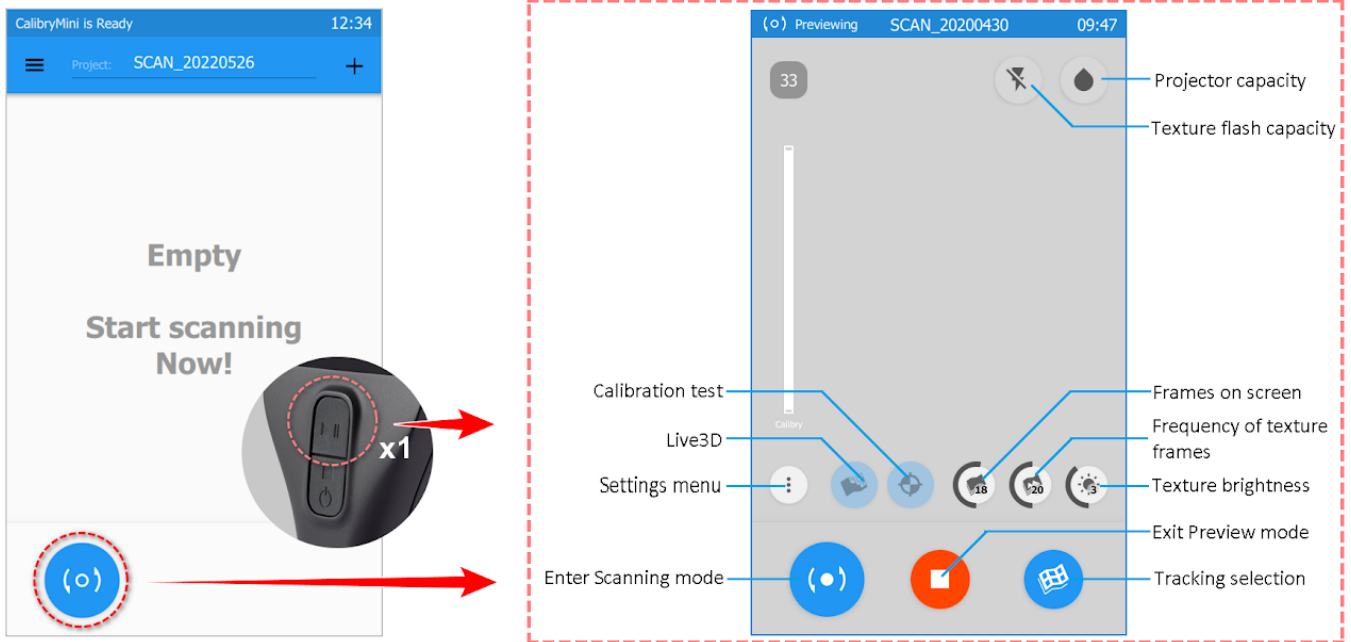 CalibryMini is Ready 12:34
Project: SCAN_20220526
Empty
Start scanning
Now!
x1
Previewing SCAN_20200430 09:47
33
Projector capacity
Texture flash capacity
Calibry
Calibration test
Live3D
Settings menu
Frames on screen
Frequency of texture
frames
Texture brightness
18
20
3
Exit Preview mode
Enter Scanning mode
Tracking selection